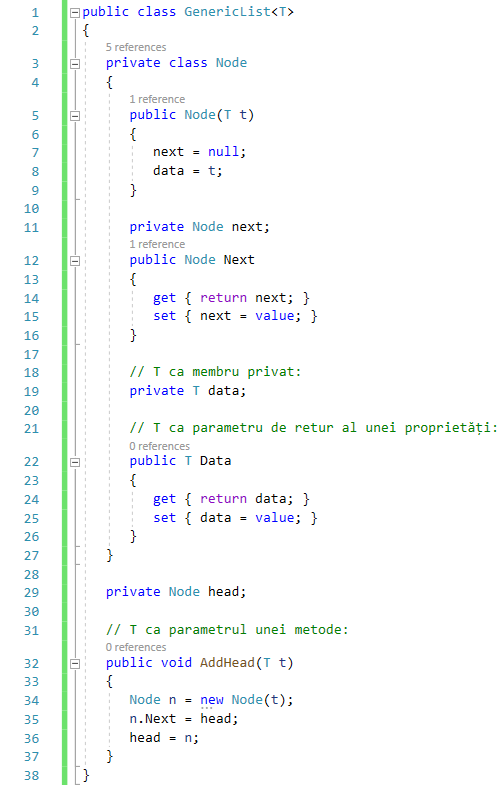 1 public class GenericList<T>
2 {
5 references
3 private class Node
4 {
1 reference
5 public Node(T t)
6 {
7 next = null;
8 data = t;
9 }
10
11 private Node next;
1 reference
12 public Node Next
13 {
14 get { return next; }
15 set { next = value; }
16 }
17
18 // T ca membru privat:
19 private T data;
20
21 // T ca parametru de retur al unei proprietăți:
0 references
22 public T Data
23 {
24 get { return data; }
25 set { data = value; }
26 }
27 }
28
29 private Node head;
30
31 // T ca parametrul unei metode:
0 references
32 public void AddHead(T t)
33 {
34 Node n = new Node(t);
35 n.Next = head;
36 head = n;
37 }
38 }